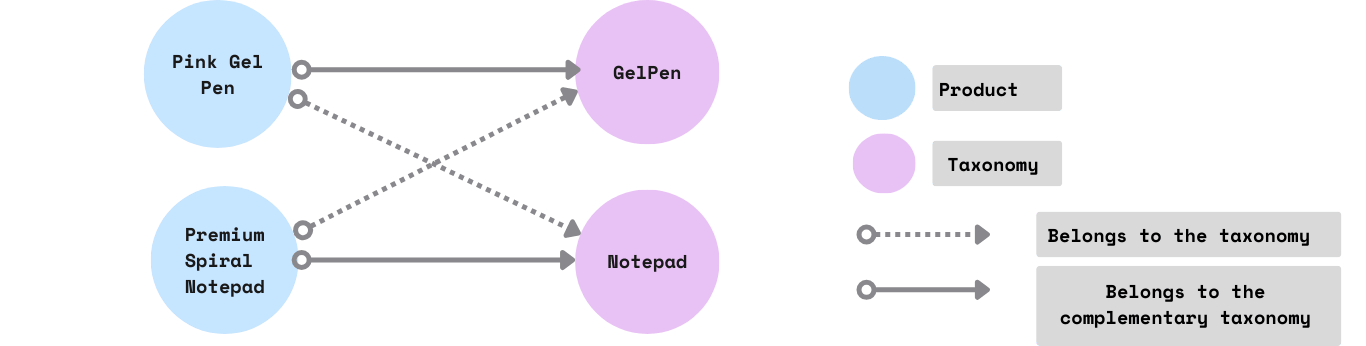 Pink Gel
Pen
GelPen
Premium
Spiral
Notepad
Notepad
Product
Taxonomy
Belongs to the taxonomy
Belongs to the
complementary taxonomy